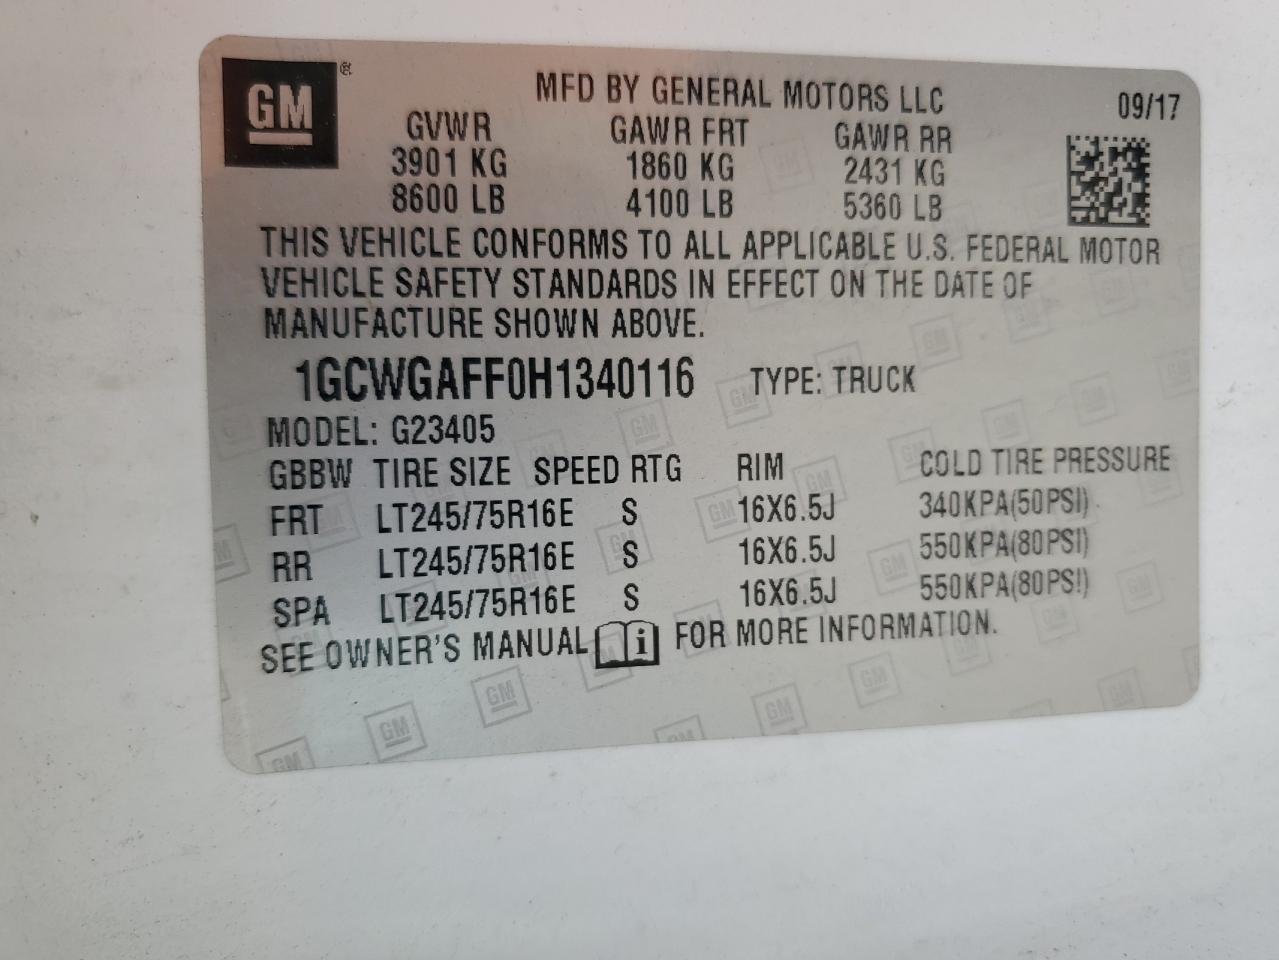 GM
MFD BY GENERAL MOTORS LLC 09/17
GVWR GAWR FRT GAWR RR
3901 KG 1860 KG 2431 KG
8600 LB 4100 LB 5360 LB
THIS VEHICLE CONFORMS TO ALL APPLICABLE U.S. FEDERAL MOTOR
VEHICLE SAFETY STANDARDS IN EFFECT ON THE DATE OF
MANUFACTURE SHOWN ABOVE.
1GCWGAFF0H1340116 TYPE: TRUCK
MODEL: G23405
GBBW TIRE SIZE SPEED RTG RIM COLD TIRE PRESSURE
FRT LT245/75R16E S 16X6.5J 340KPA(50PSI)
RR LT245/75R16E S 16X6.5J 550KPA(80PSI)
SPA LT245/75R16E S 16X6.5J 550KPA(80PSI)
SEE OWNER'S MANUAL i FOR MORE INFORMATION.